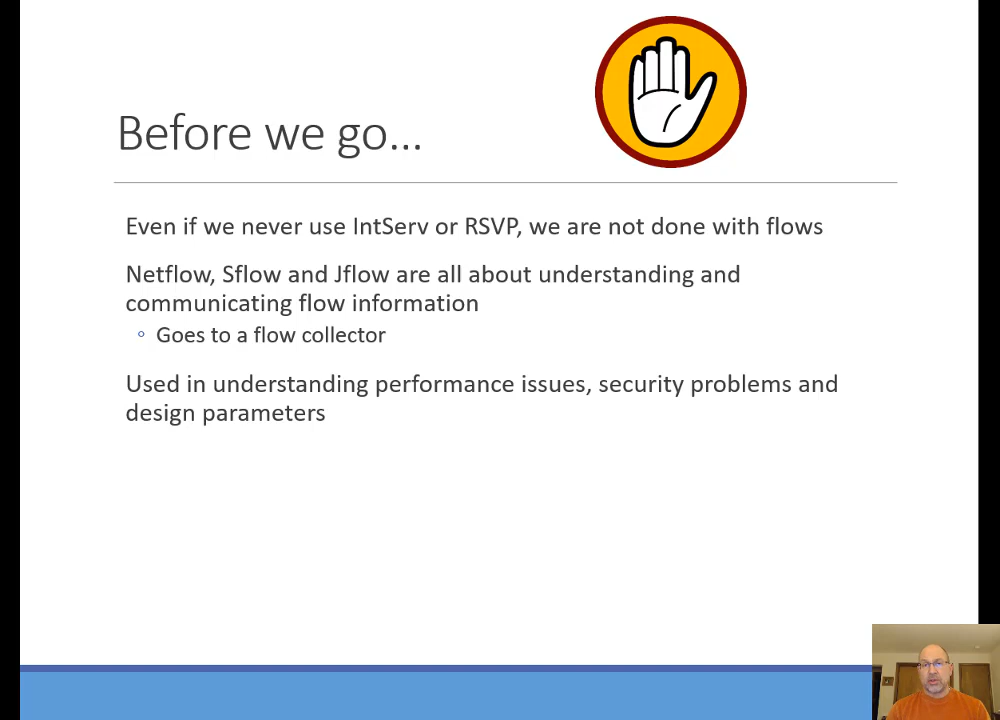 Before we go…
Even if we never use IntServ or RSVP, we are not done with flows
Netflow, Sflow and Jflow are all about understanding and
communicating flow information
Goes to a flow collector
Used in understanding performance issues, security problems and
design parameters